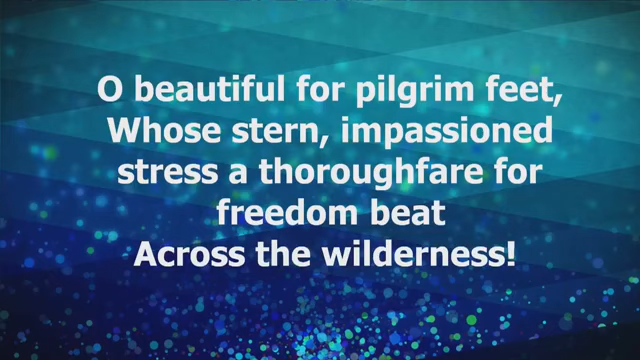 O beautiful for pilgrim feet,
Whose stern, impassioned
stress a thoroughfare for
freedom beat
Across the wilderness!